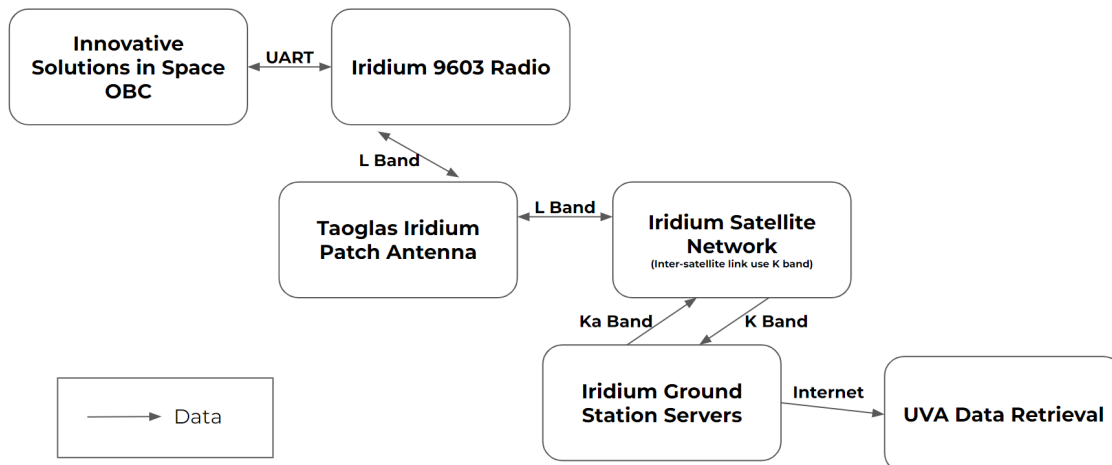 Innovative
Solutions in Space
OBC
UART
Iridium 9603 Radio
L Band
Taoglas Iridium
Patch Antenna
L Band
Iridium Satellite
Network
(Inter-satellite link use K band)
Ka Band
K Band
Iridium Ground
Station Servers
Internet
UVA Data Retrieval
Data